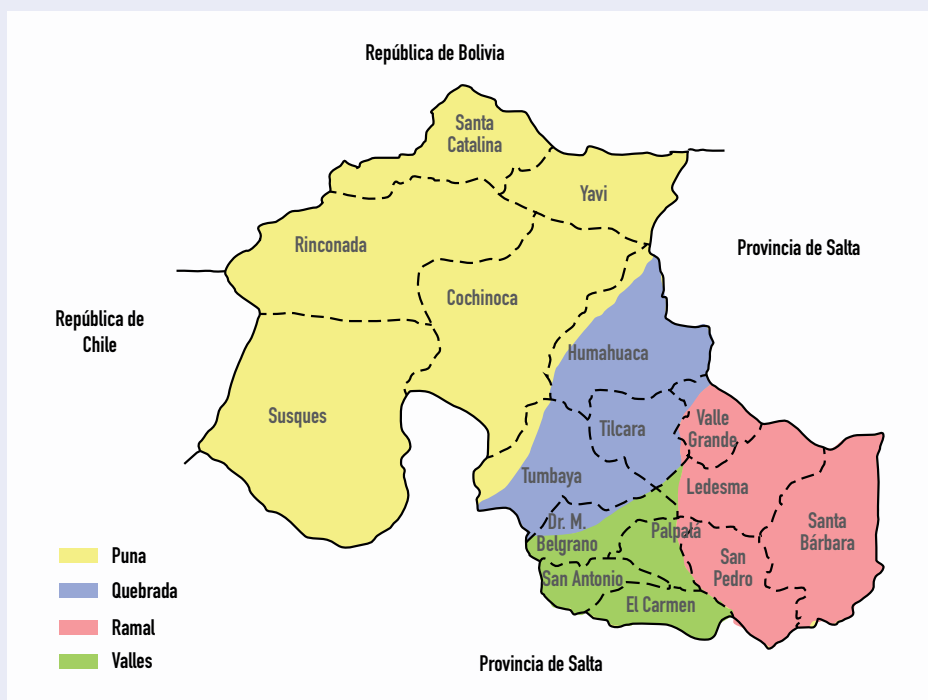 República de Bolivia
Santa
Catalina
Yavi
Rinconada
Provincia de Salta
Cochinoca
República de
Chile
Humahuaca
Susques
Tilcara
Valle
Grande
Tumbaya
Ledesma
Dr. M.
Belgrano
Palpalá
Santa
Bárbara
San
Pedro
San Antonio
El Carmen
Puna
Quebrada
Ramal
Valles
Provincia de Salta